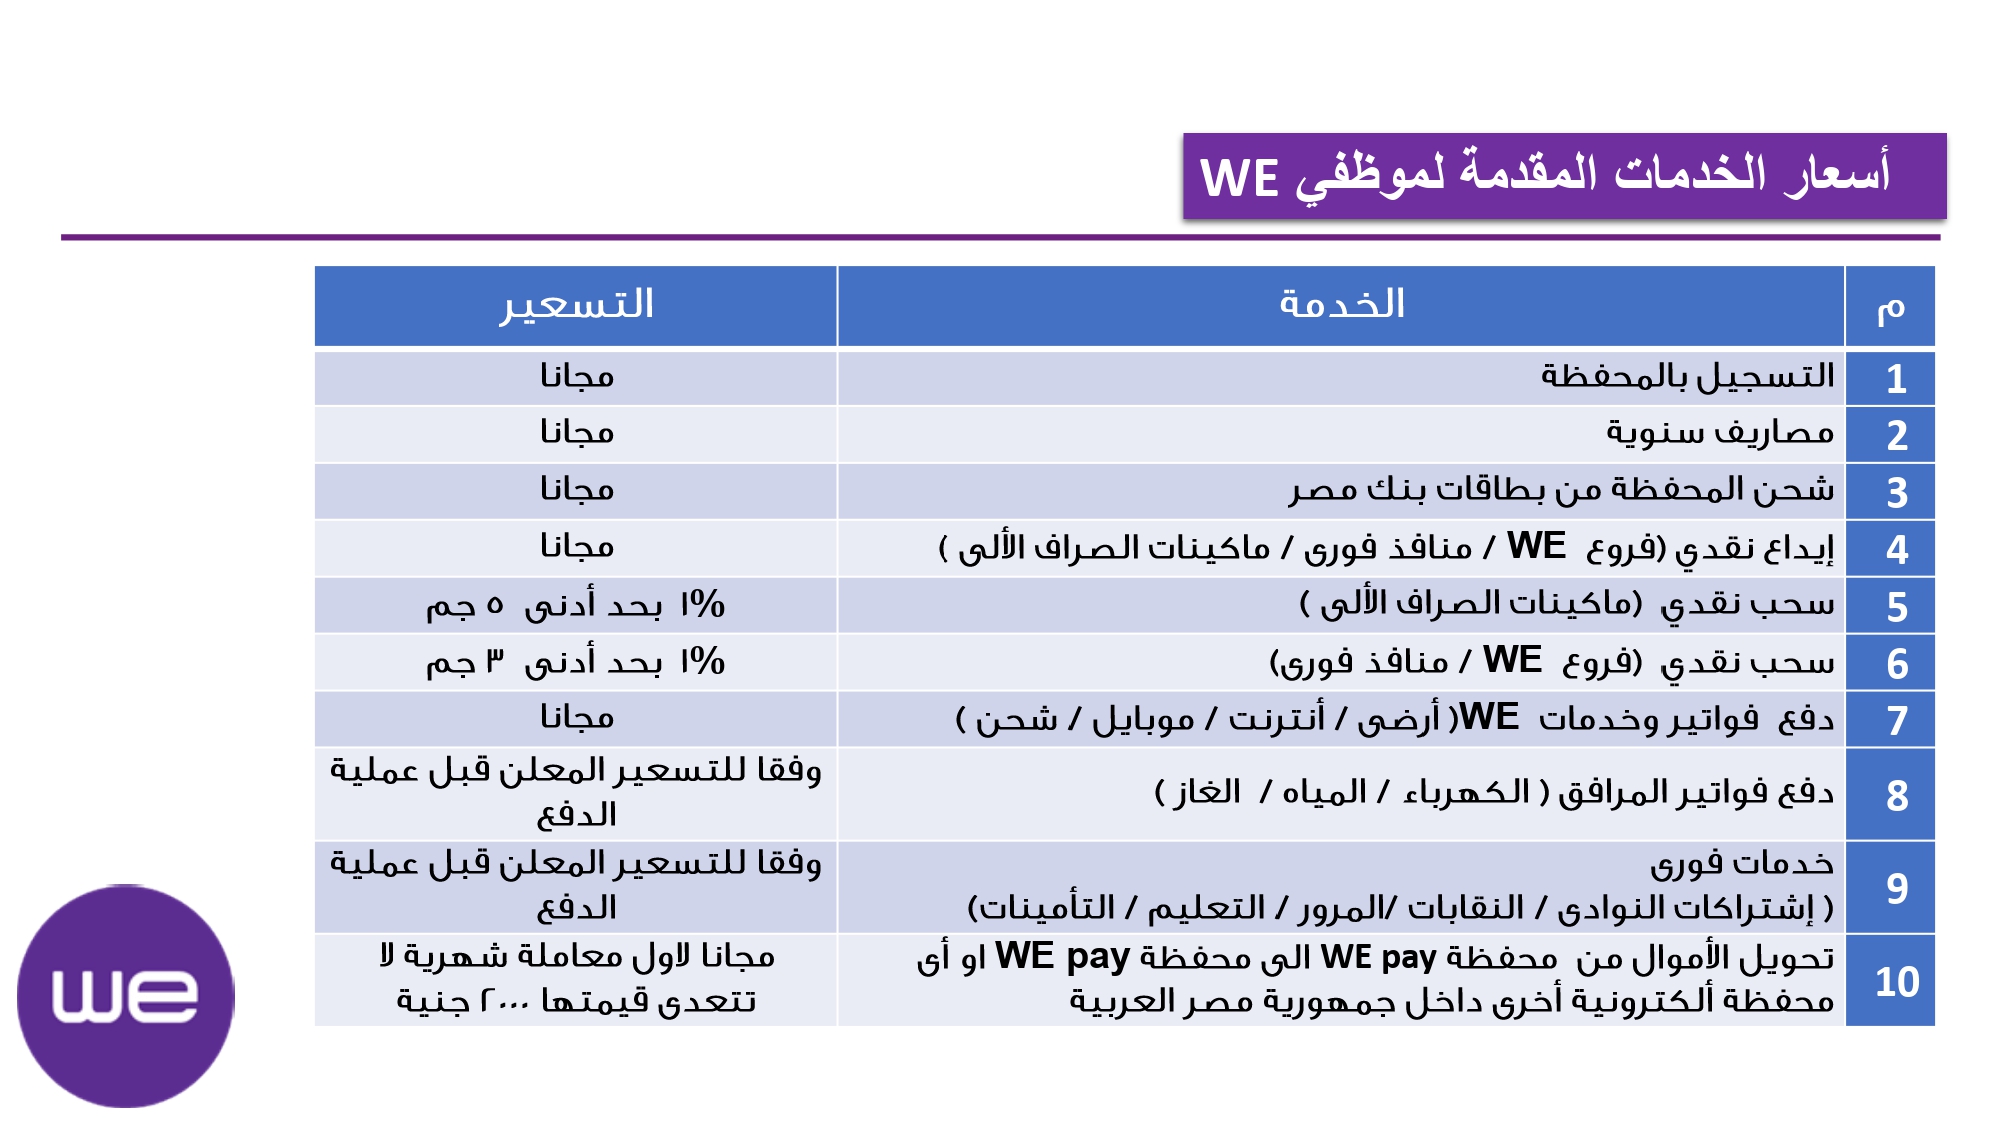 أسعار الخدمات المقدمة لموظفي WE
م الخدمة التسعير
1 التسجيل بالمحفظة مجانا
2 مصاريف سنوية مجانا
3 شحن المحفظة من بطاقات بنك مصر مجانا
4 إيداع نقدي (فروع WE / منافذ فورى / ماكينات الصراف الألى ) مجانا
5 سحب نقدي (ماكينات الصراف الألى ) ١% بحد أدنى ٥ جم
6 سحب نقدي (فروع WE / منافذ فورى) ١% بحد أدنى ٣ جم
7 دفع فواتير وخدمات WE( أرضى / أنترنت / موبايل / شحن ) مجانا
8 دفع فواتير المرافق ( الكهرباء / المياه / الغاز ) وفقا للتسعير المعلن قبل عملية
الدفع
9 خدمات فورى
( إشتراكات النوادى / النقابات /المرور / التعليم / التأمينات)
وفقا للتسعير المعلن قبل عملية
الدفع
10 تحويل الأموال من محفظة WE pay الى محفظة WE pay او أى
محفظة ألكترونية أخرى داخل جمهورية مصر العربية
مجانا لاول معاملة شهرية لا
تتعدى قيمتها ٢٠٠٠ جنية
we